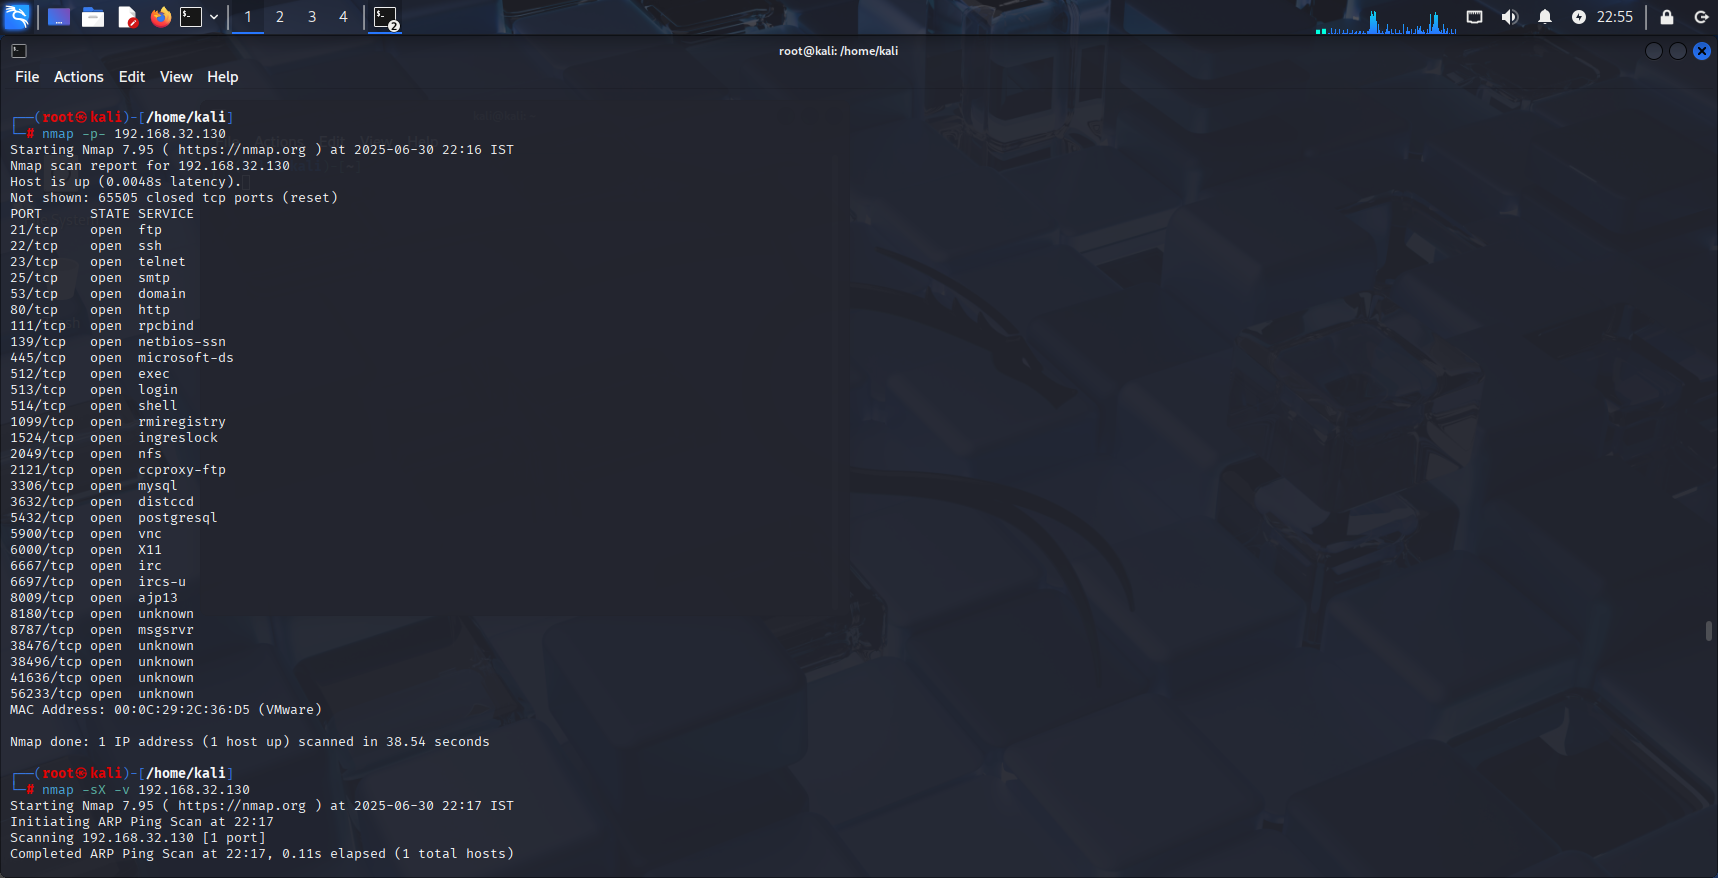 1 2 3 4 2 22:55
root@kali: /home/kali
File Actions Edit View Help
┌──(root㉿kali)-[/home/kali]
└─# nmap -p- 192.168.32.130
Starting Nmap 7.95 ( https://nmap.org ) at 2025-06-30 22:16 IST
Nmap scan report for 192.168.32.130
Host is up (0.0048s latency).
Not shown: 65505 closed tcp ports (reset)
PORT STATE SERVICE
21/tcp open ftp
22/tcp open ssh
23/tcp open telnet
25/tcp open smtp
53/tcp open domain
80/tcp open http
111/tcp open rpcbind
139/tcp open netbios-ssn
445/tcp open microsoft-ds
512/tcp open exec
513/tcp open login
514/tcp open shell
1099/tcp open rmiregistry
1524/tcp open ingreslock
2049/tcp open nfs
2121/tcp open ccproxy-ftp
3306/tcp open mysql
3632/tcp open distccd
5432/tcp open postgresql
5900/tcp open vnc
6000/tcp open X11
6667/tcp open irc
6697/tcp open ircs-u
8009/tcp open ajp13
8180/tcp open unknown
8787/tcp open msgsrvr
38476/tcp open unknown
38496/tcp open unknown
41636/tcp open unknown
56233/tcp open unknown
MAC Address: 00:0C:29:2C:36:D5 (VMware)
Nmap done: 1 IP address (1 host up) scanned in 38.54 seconds
┌──(root㉿kali)-[/home/kali]
└─# nmap -sX -v 192.168.32.130
Starting Nmap 7.95 ( https://nmap.org ) at 2025-06-30 22:17 IST
Initiating ARP Ping Scan at 22:17
Scanning 192.168.32.130 [1 port]
Completed ARP Ping Scan at 22:17, 0.11s elapsed (1 total hosts)